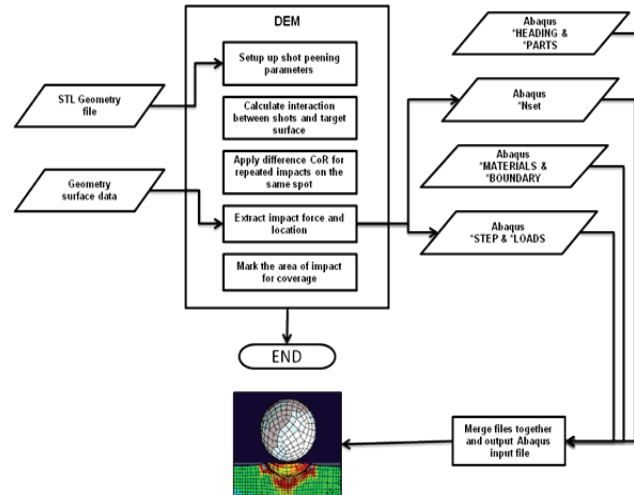 DEM
Setup up shot peening
parameters
Calculate interaction
between shots and target
surface
Apply difference CoR for
repeated impacts on the
same spot
Extract impact force and
location
Mark the area of impact
for coverage
STL Geometry
file
Geometry
surface data
END
Abaqus
*HEADING &
*PARTS
Abaqus
*Nset
Abaqus
*MATERIALS &
*BOUNDARY
Abaqus
*STEP & *LOADS
Merge files together
and output Abaqus
input file